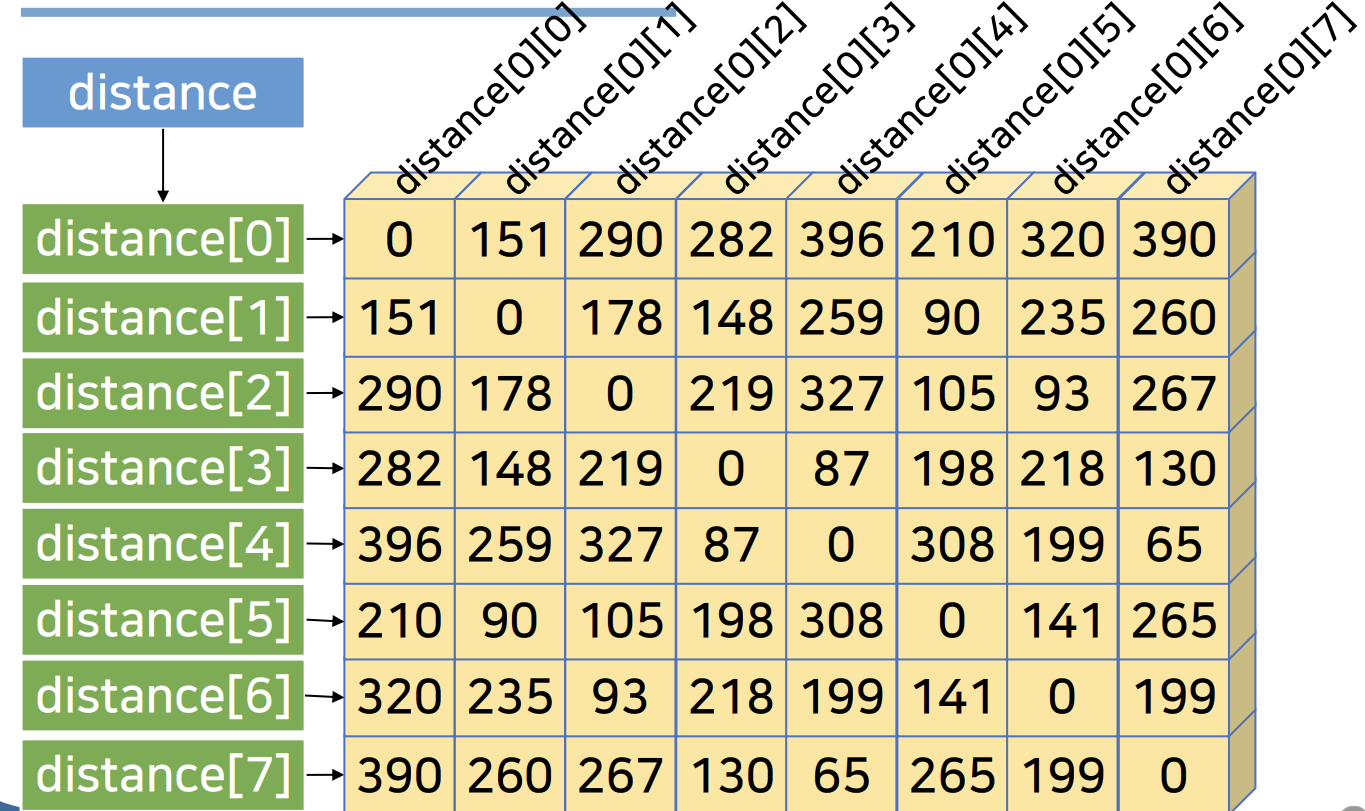 distance[0][0] distance[0][1] distance[0][2] distance[0][3] distance[0][4] distance[0][5] distance[0][6] distance[0][7]
distance
distance[0] 0 151 290 282 396 210 320 390
distance[1] 151 0 178 148 259 90 235 260
distance[2] 290 178 0 219 327 105 93 267
distance[3] 282 148 219 0 87 198 218 130
distance[4] 396 259 327 87 0 308 199 65
distance[5] 210 90 105 198 308 0 141 265
distance[6] 320 235 93 218 199 141 0 199
distance[7] 390 260 267 130 65 265 199 0